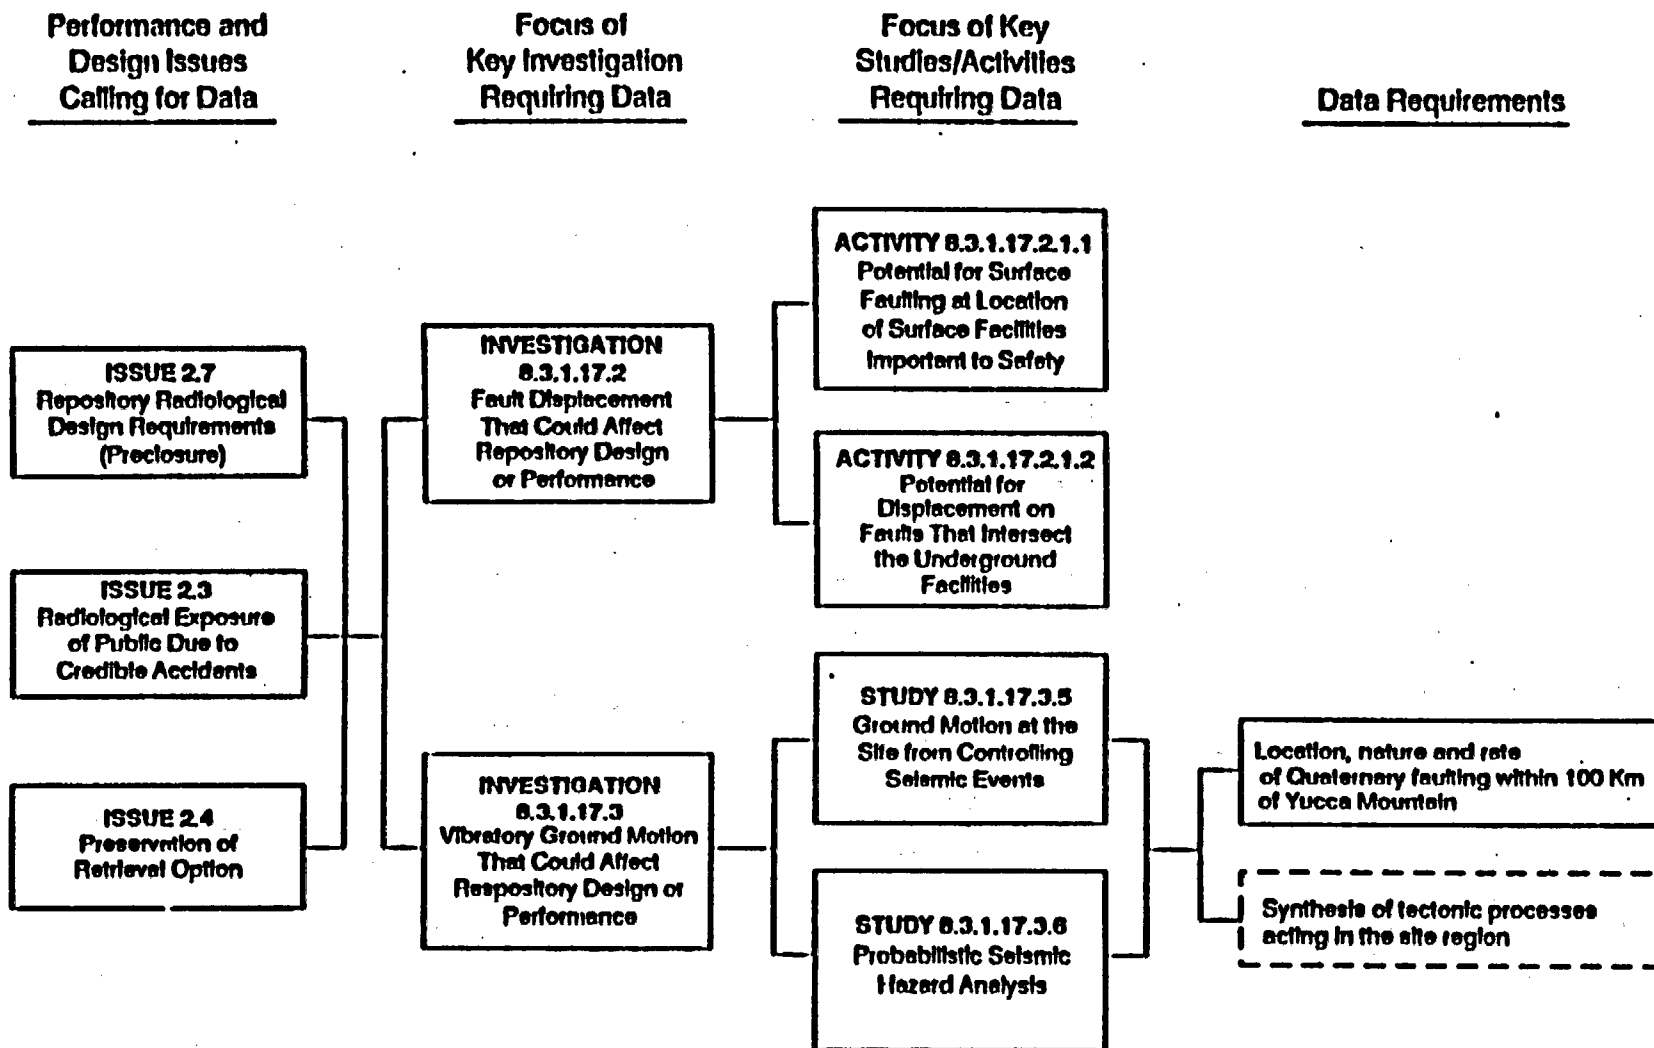 Performance and
Design Issues
Calling for Data
Focus of
Key Investigation
Requiring Data
Focus of Key
Studies/Activities
Requiring Data
Data Requirements
ISSUE 2.7
Repository Radiological
Design Requirements
(Preclosure)
ISSUE 2.3
Radiological Exposure
of Public Due to
Credible Accidents
ISSUE 2.4
Preservation of
Retrieval Option
INVESTIGATION
8.3.1.17.2
Fault Displacement
That Could Affect
Repository Design
or Performance
INVESTIGATION
8.3.1.17.3
Vibratory Ground Motion
That Could Affect
Respository Design or
Performance
ACTIVITY 8.3.1.17.2.1.1
Potential for Surface
Faulting at Location
of Surface Facilities
Important to Safety
ACTIVITY 8.3.1.17.2.1.2
Potential for
Displacement on
Faults That Intersect
the Underground
Facilities
STUDY 8.3.1.17.3.5
Ground Motion at the
Site from Controlling
Seismic Events
STUDY 8.3.1.17.3.6
Probabilistic Seismic
Hazard Analysis
Location, nature and rate
of Quaternary faulting within 100 Km
of Yucca Mountain
Synthesis of tectonic processes
acting in the site region